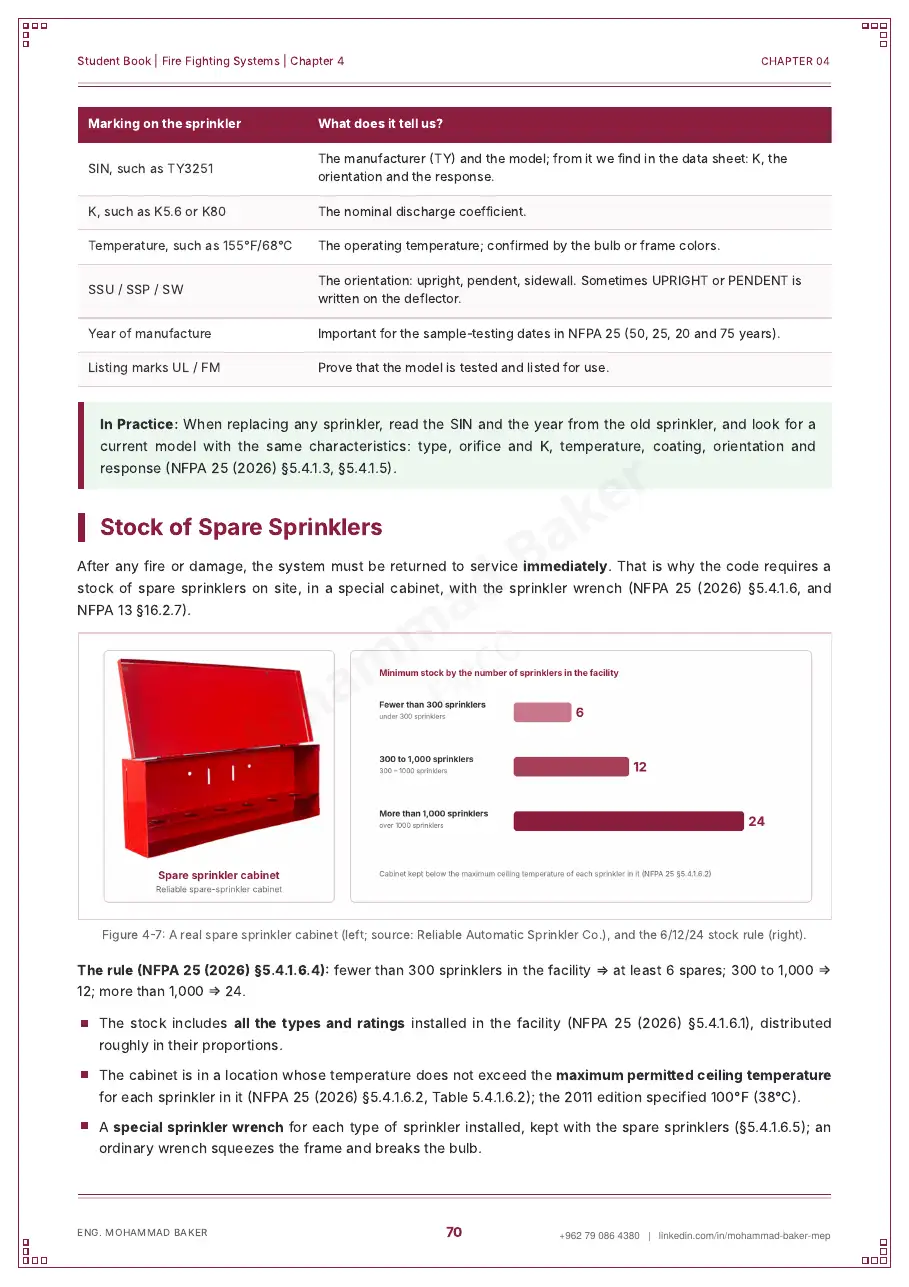 Student Book | Fire Fighting Systems | Chapter 4
CHAPTER 04
Marking on the sprinkler
What does it tell us?
SIN, such as TY3251
The manufacturer (TY) and the model; from it we find in the data sheet: K, the
orientation and the response.
K, such as K5.6 or K80
The nominal discharge coefficient.
Temperature, such as 155°F/68°C
The operating temperature; confirmed by the bulb or frame colors.
SSU / SSP / SW
The orientation: upright, pendent, sidewall. Sometimes UPRIGHT or PENDENT is
written on the deflector.
Year of manufacture
Important for the sample-testing dates in NFPA 25 (50, 25, 20 and 75 years).
Listing marks UL / FM
Prove that the model is tested and listed for use.
In Practice: When replacing any sprinkler, read the SIN and the year from the old sprinkler, and look for a
current model with the same characteristics: type, orifice and K, temperature, coating, orientation and
response (NFPA 25 (2026) §5.4.1.3, §5.4.1.5).
Stock of Spare Sprinklers
After any fire or damage, the system must be returned to service immediately. That is why the code requires a
stock of spare sprinklers on site, in a special cabinet, with the sprinkler wrench (NFPA 25 (2026) §5.4.1.6, and
NFPA 13 §16.2.7).
Spare sprinkler cabinet
Reliable spare-sprinkler cabinet
Minimum stock by the number of sprinklers in the facility
Fewer than 300 sprinklers
under 300 sprinklers
6
300 to 1,000 sprinklers
300 – 1000 sprinklers
12
More than 1,000 sprinklers
over 1000 sprinklers
24
Cabinet kept below the maximum ceiling temperature of each sprinkler in it (NFPA 25 §5.4.1.6.2)
Figure 4-7: A real spare sprinkler cabinet (left; source: Reliable Automatic Sprinkler Co.), and the 6/12/24 stock rule (right).
The rule (NFPA 25 (2026) §5.4.1.6.4): fewer than 300 sprinklers in the facility ⇒ at least 6 spares; 300 to 1,000 ⇒
12; more than 1,000 ⇒ 24.
The stock includes all the types and ratings installed in the facility (NFPA 25 (2026) §5.4.1.6.1), distributed
roughly in their proportions.
The cabinet is in a location whose temperature does not exceed the maximum permitted ceiling temperature
for each sprinkler in it (NFPA 25 (2026) §5.4.1.6.2, Table 5.4.1.6.2); the 2011 edition specified 100°F (38°C).
A special sprinkler wrench for each type of sprinkler installed, kept with the spare sprinklers (§5.4.1.6.5); an
ordinary wrench squeezes the frame and breaks the bulb.
ENG. MOHAMMAD BAKER
70
+962 79 086 4380 | linkedin.com/in/mohammad-baker-mep